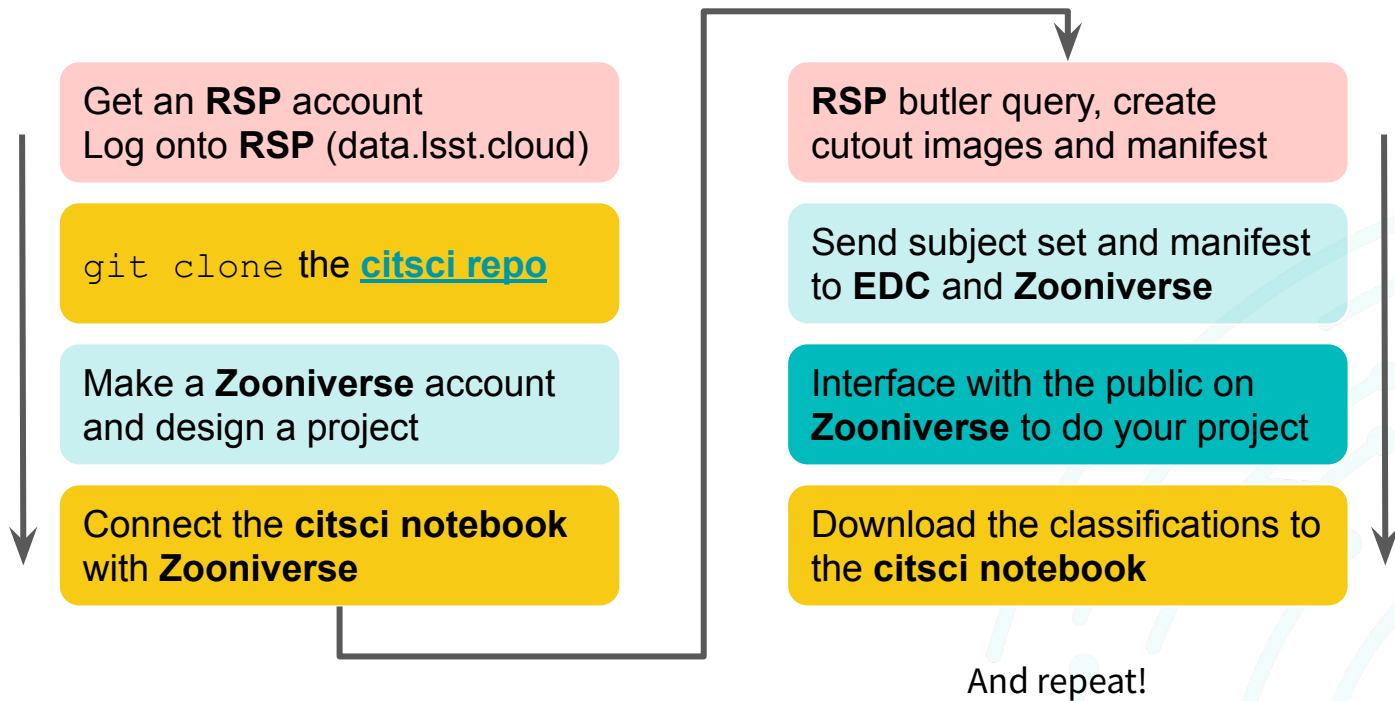 Get an RSP account
Log onto RSP (data.lsst.cloud)
git clone the citsci repo
Make a Zooniverse account
and design a project
Connect the citsci notebook
with Zooniverse
RSP butler query, create
cutout images and manifest
Send subject set and manifest
to EDC and Zooniverse
Interface with the public on
Zooniverse to do your project
Download the classifications to
the citsci notebook
And repeat!